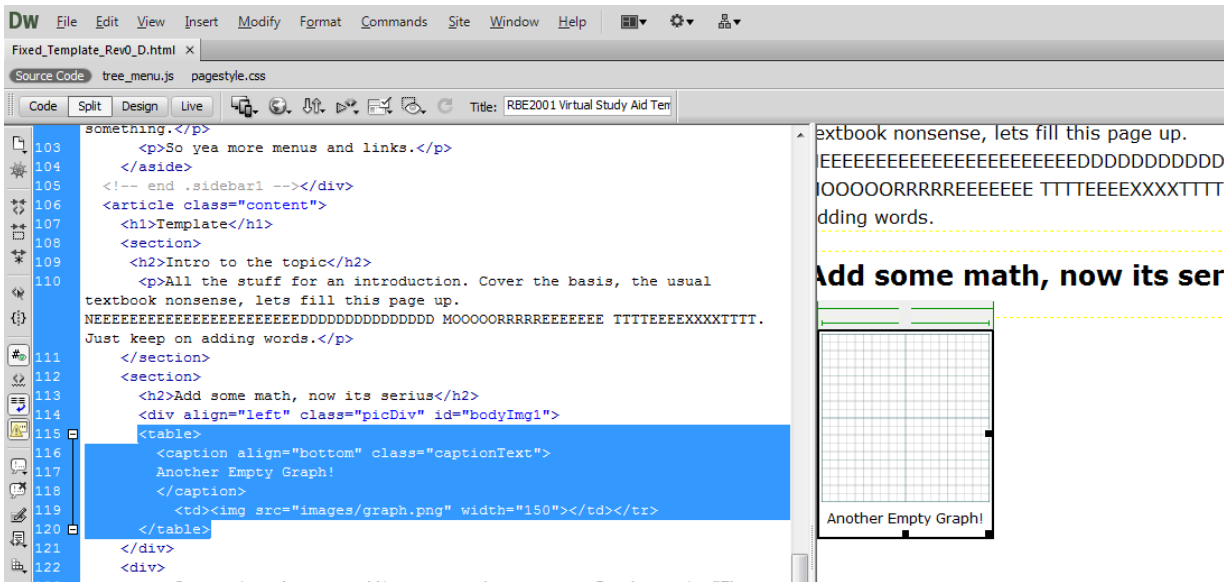 DW File Edit View Insert Modify Format Commands Site Window Help
Fixed_Template_Rev0_D.html ×
Source Code tree_menu.js pagestyle.css
Code Split Design Live Title: RBE2001 Virtual Study Aid Tem
something.</p>
103 <p>So yea more menus and links.</p>
104 </aside>
105 <!-- end .sidebar1 --></div>
106 <article class="content">
107 <h1>Template</h1>
108 <section>
109 <h2>Intro to the topic</h2>
110 <p>All the stuff for an introduction. Cover the basis, the usual
textbook nonsense, lets fill this page up.
NEEEEEEEEEEEEEEEEEEEEEEEDDDDDDDDDDDDDDD MOOOOORRRRREEEEEEE TTTTEEEEXXXXTTTT.
Just keep on adding words.</p>
111 </section>
112 <section>
113 <h2>Add some math, now its serius</h2>
114 <div align="left" class="picDiv" id="bodyImg1">
115 <table>
116 <caption align="bottom" class="captionText">
117 Another Empty Graph!
118 </caption>
119 <td><img src="images/graph.png" width="150"></td></tr>
120 </table>
121 </div>
122 <div>
extbook nonsense, lets fill this page up.
EEEEEEEEEEEEEEEEEEEEEEEDDDDDDDDDDD
OOOOORRRRREEEEEEE TTTTEEEEXXXXTTTT
dding words.
Add some math, now its ser
Another Empty Graph!